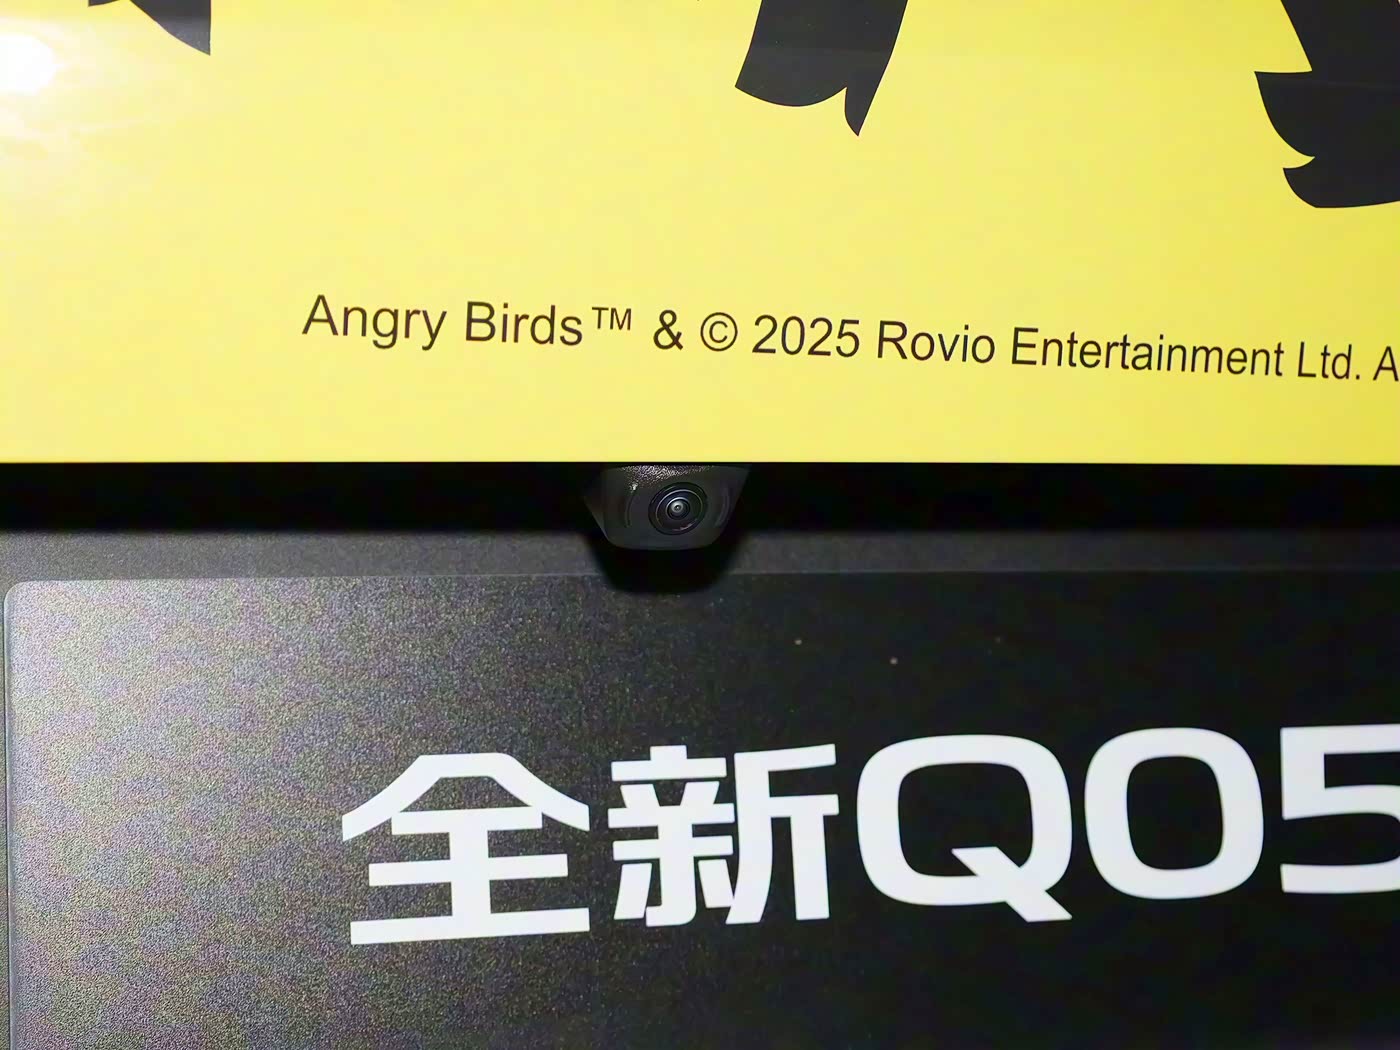 Angry Birds™ & © 2025 Rovio Entertainment Ltd. A
全新Q05